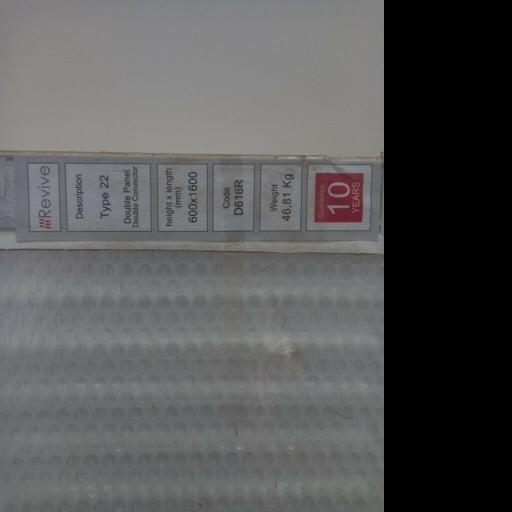 Revive
Description
Type 22
Double Panel
Double Convector
height x length
(mm)
600x1600
Code
D616R
Weight
46,81 Kg
Guarantee
10
YEARS